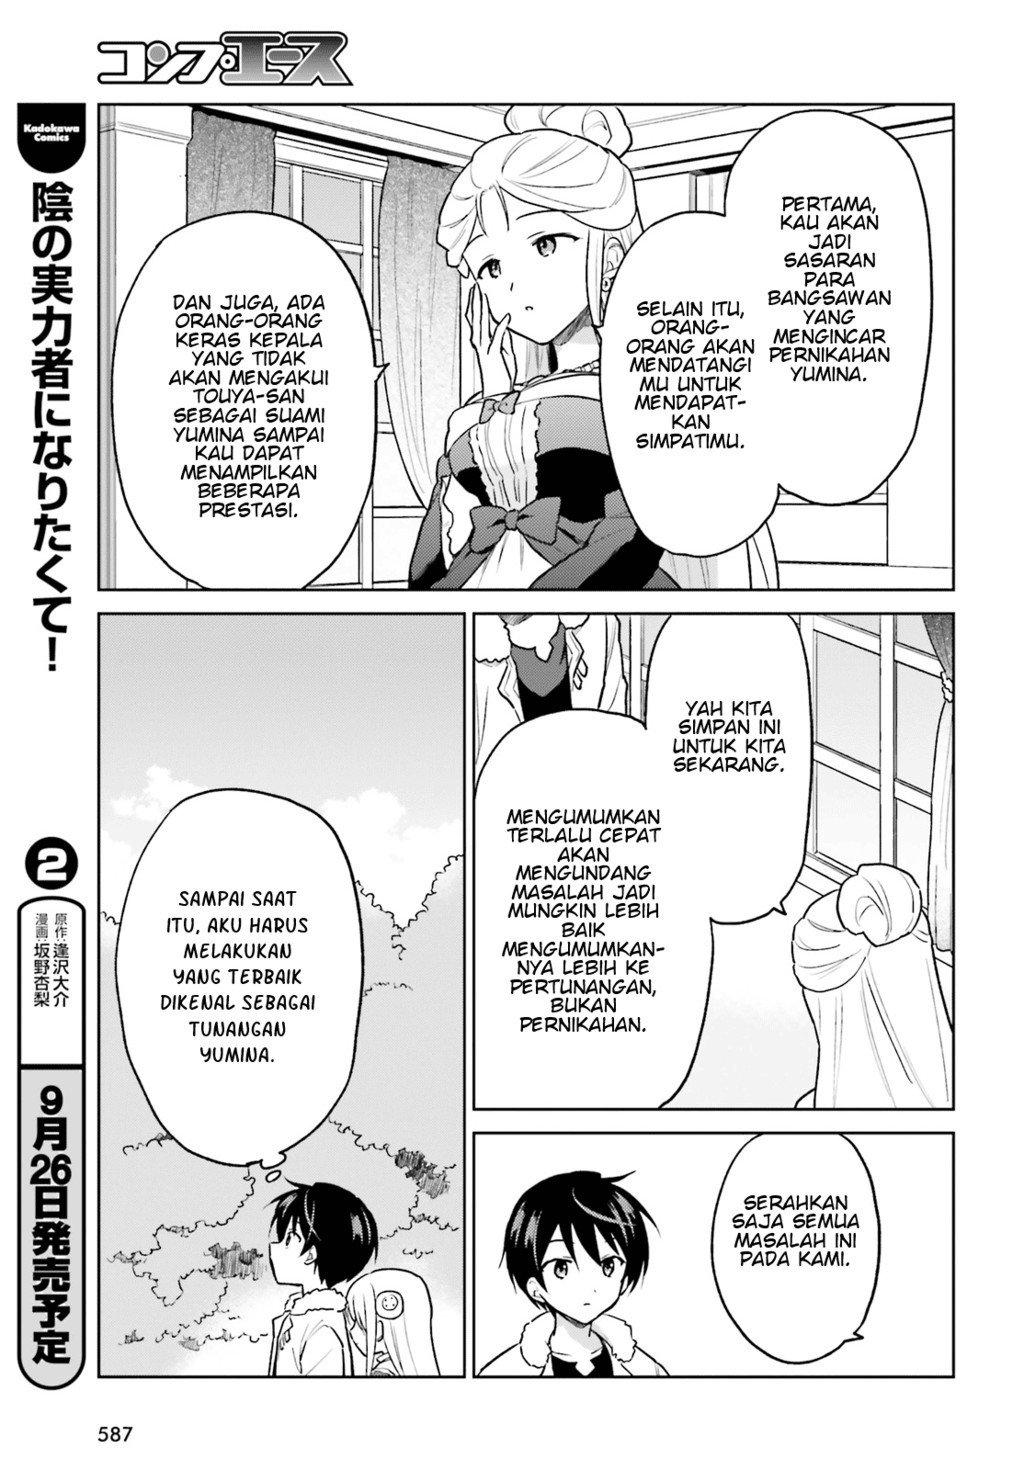 コンプエース
Kadokawa
Comics
陰の実力者になりたくて！
2
原作：逢沢大介
漫画：坂野杏梨
9月26日発売予定
PERTAMA,
KAU AKAN
JADI
SASARAN
PARA
BANGSAWAN
YANG
MENGINCAR
PERNIKAHAN
YUMINA.
SELAIN ITU,
ORANG-
ORANG AKAN
MENDATANGI
MU UNTUK
MENDAPAT-
KAN
SIMPATIMU.
DAN JUGA, ADA
ORANG-ORANG
KERAS KEPALA
YANG TIDAK
AKAN MENGAKUI
TOUYA-SAN
SEBAGAI SUAMI
YUMINA SAMPAI
KAU DAPAT
MENAMPILKAN
BEBERAPA
PRESTASI.
YAH KITA
SIMPAN INI
UNTUK KITA
SEKARANG.
MENGUMUMKAN
TERLALU CEPAT
AKAN
MENGUNDANG
MASALAH JADI
MUNGKIN LEBIH
BAIK
MENGUMUMKAN-
NYA LEBIH KE
PERTUNANGAN,
BUKAN
PERNIKAHAN.
SERAHKAN
SAJA SEMUA
MASALAH INI
PADA KAMI.
SAMPAI SAAT
ITU, AKU HARUS
MELAKUKAN
YANG TERBAIK
DIKENAL SEBAGAI
TUNANGAN
YUMINA.
587